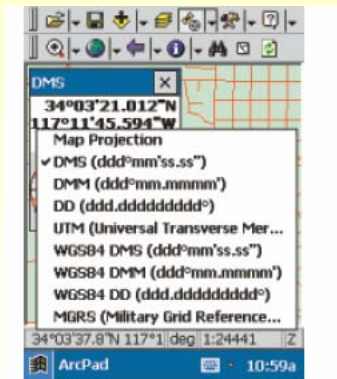 DMS
34°03'21.012"N
117°11'45.594"W
Map Projection
DMS (ddd°mm'ss.ss")
DMM (ddd°mm.mmmm')
DD (ddd.ddddddddd°)
UTM (Universal Transverse Mer...
WGS84 DMS (ddd°mm'ss.ss")
WGS84 DMM (ddd°mm.mmmm')
WGS84 DD (ddd.ddddddddd°)
MGRS (Military Grid Reference...
34°03'37.8"N 117°1 deg 1:24441 Z
ArcPad 10:59a